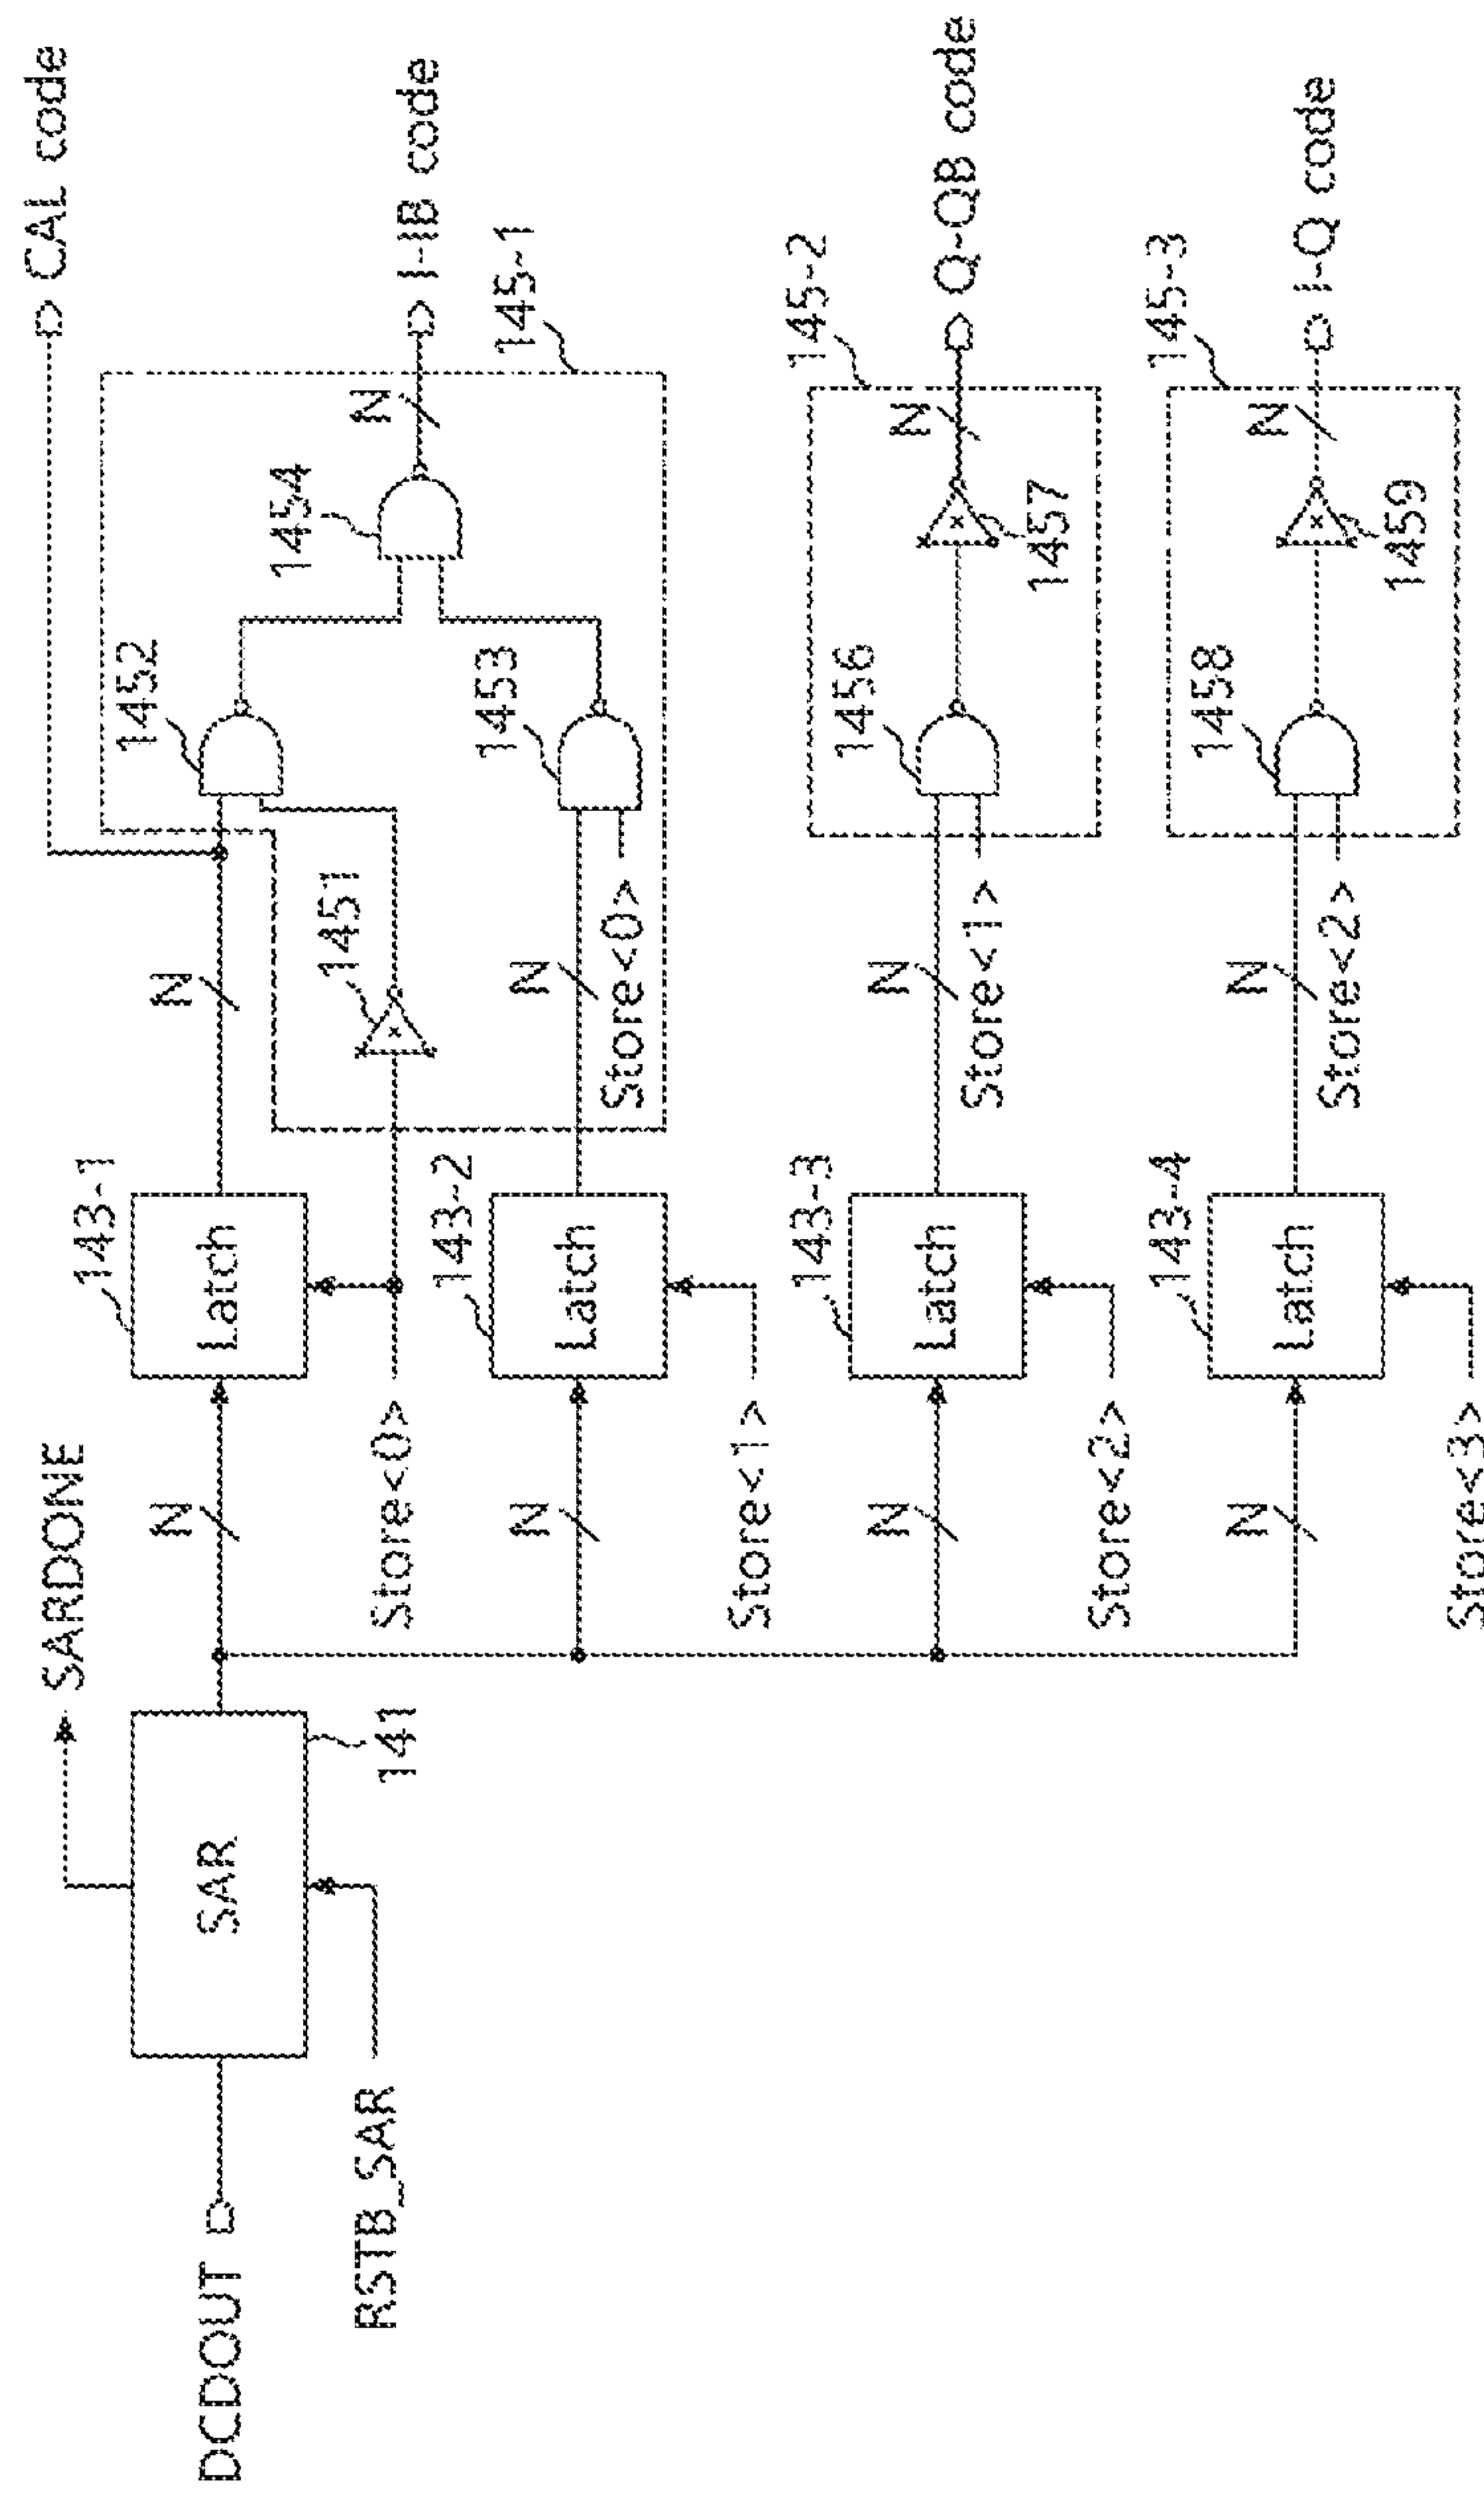 CAL code
SARDONE
143-1
1452
1454
N
I-IB code
DCDOUT
SAR
N
Latch
N
141
1451
RSTB_SAR
Store<0>
143-2
1453
145-1
N
Latch
N
Store<0>
Store<1>
143-3
1456
145-2
N
Q-QB code
N
Latch
N
Store<1>
1457
Store<2>
143-4
1458
145-3
N
I-Q code
N
Latch
N
Store<2>
1459
Store<3>